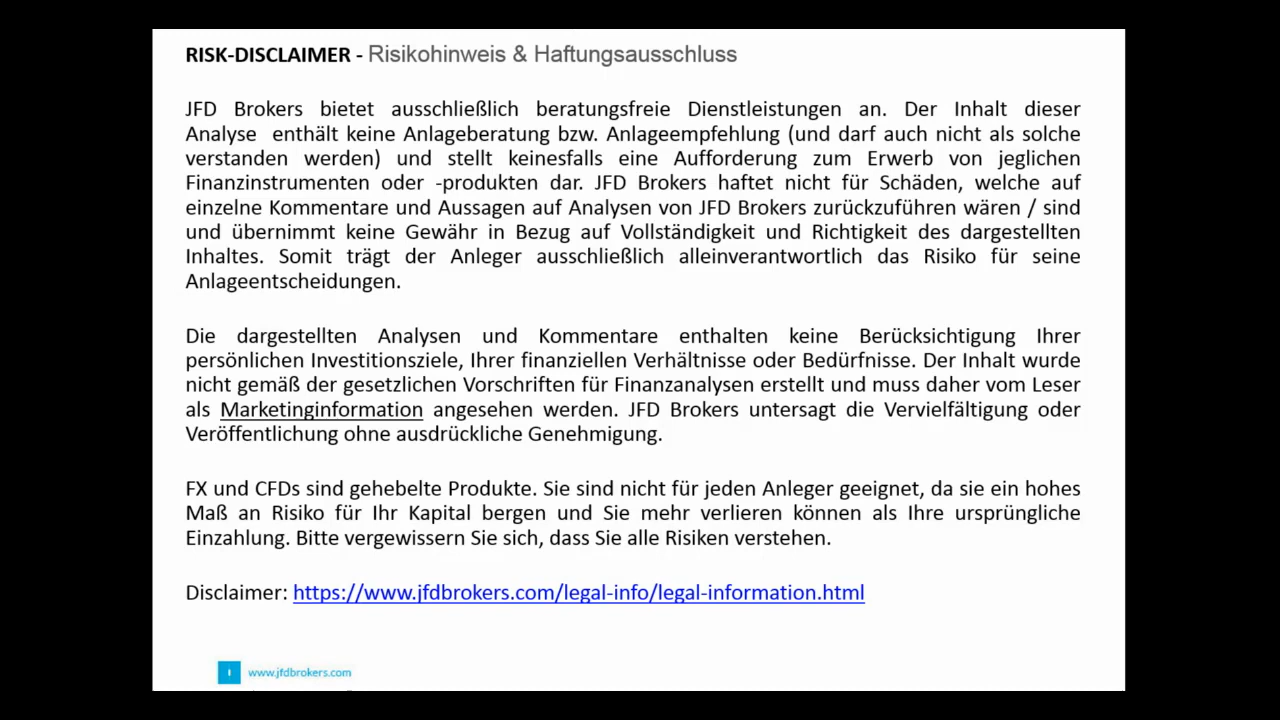 RISK-DISCLAIMER - Risikohinweis & Haftungsausschluss
JFD Brokers bietet ausschließlich beratungsfreie Dienstleistungen an. Der Inhalt dieser
Analyse enthält keine Anlageberatung bzw. Anlageempfehlung (und darf auch nicht als solche
verstanden werden) und stellt keinesfalls eine Aufforderung zum Erwerb von jeglichen
Finanzinstrumenten oder -produkten dar. JFD Brokers haftet nicht für Schäden, welche auf
einzelne Kommentare und Aussagen auf Analysen von JFD Brokers zurückzuführen wären / sind
und übernimmt keine Gewähr in Bezug auf Vollständigkeit und Richtigkeit des dargestellten
Inhaltes. Somit trägt der Anleger ausschließlich alleinverantwortlich das Risiko für seine
Anlageentscheidungen.
Die dargestellten Analysen und Kommentare enthalten keine Berücksichtigung Ihrer
persönlichen Investitionsziele, Ihrer finanziellen Verhältnisse oder Bedürfnisse. Der Inhalt wurde
nicht gemäß der gesetzlichen Vorschriften für Finanzanalysen erstellt und muss daher vom Leser
als Marketinginformation angesehen werden. JFD Brokers untersagt die Vervielfältigung oder
Veröffentlichung ohne ausdrückliche Genehmigung.
FX und CFDs sind gehebelte Produkte. Sie sind nicht für jeden Anleger geeignet, da sie ein hohes
Maß an Risiko für Ihr Kapital bergen und Sie mehr verlieren können als Ihre ursprüngliche
Einzahlung. Bitte vergewissern Sie sich, dass Sie alle Risiken verstehen.
Disclaimer: https://www.jfdbrokers.com/legal-info/legal-information.html
www.jfdbrokers.com